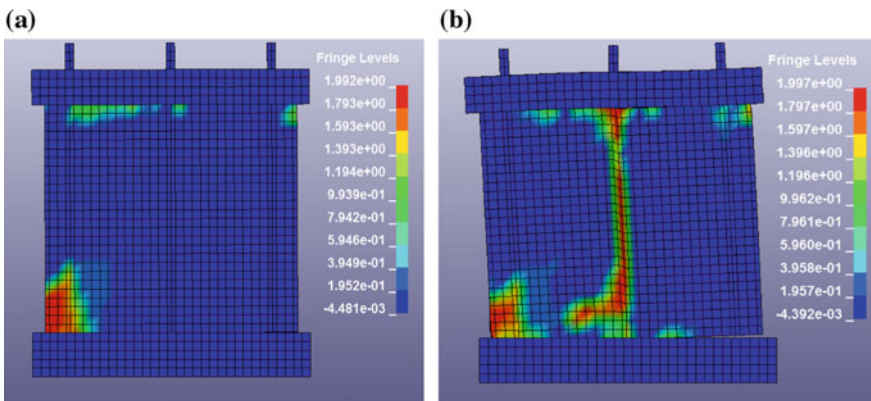 (a)
Fringe Levels
1.992e+00
1.793e+00
1.593e+00
1.393e+00
1.194e+00
9.939e-01
7.942e-01
5.946e-01
3.949e-01
1.952e-01
-4.481e-03
(b)
Fringe Levels
1.997e+00
1.797e+00
1.597e+00
1.396e+00
1.196e+00
9.962e-01
7.961e-01
5.960e-01
3.958e-01
1.957e-01
-4.392e-03